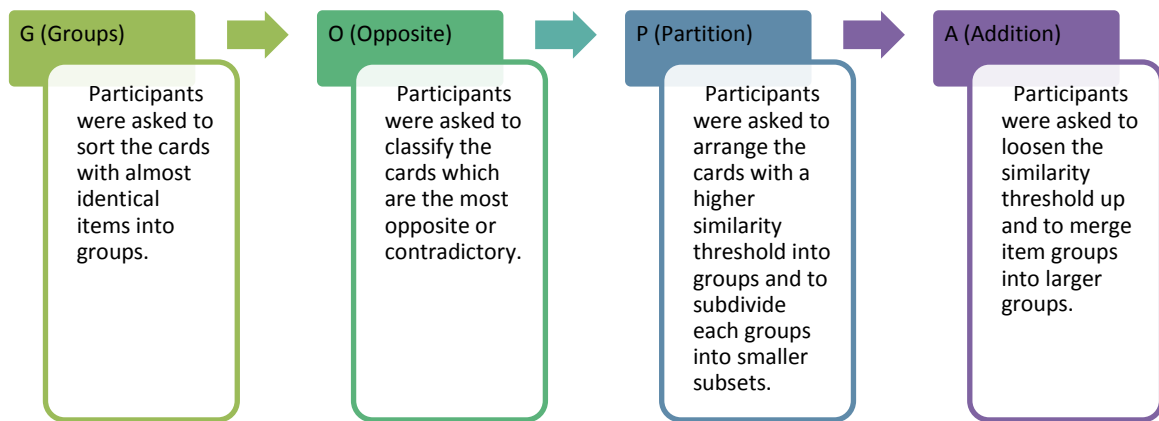 G (Groups)
Participants
were asked to
sort the cards
with almost
identical
items into
groups.
O (Opposite)
Participants
were asked to
classify the
cards which
are the most
opposite or
contradictory.
P (Partition)
Participants
were asked to
arrange the
cards with a
higher
similarity
threshold into
groups and to
subdivide
each groups
into smaller
subsets.
A (Addition)
Participants
were asked to
loosen the
similarity
threshold up
and to merge
item groups
into larger
groups.